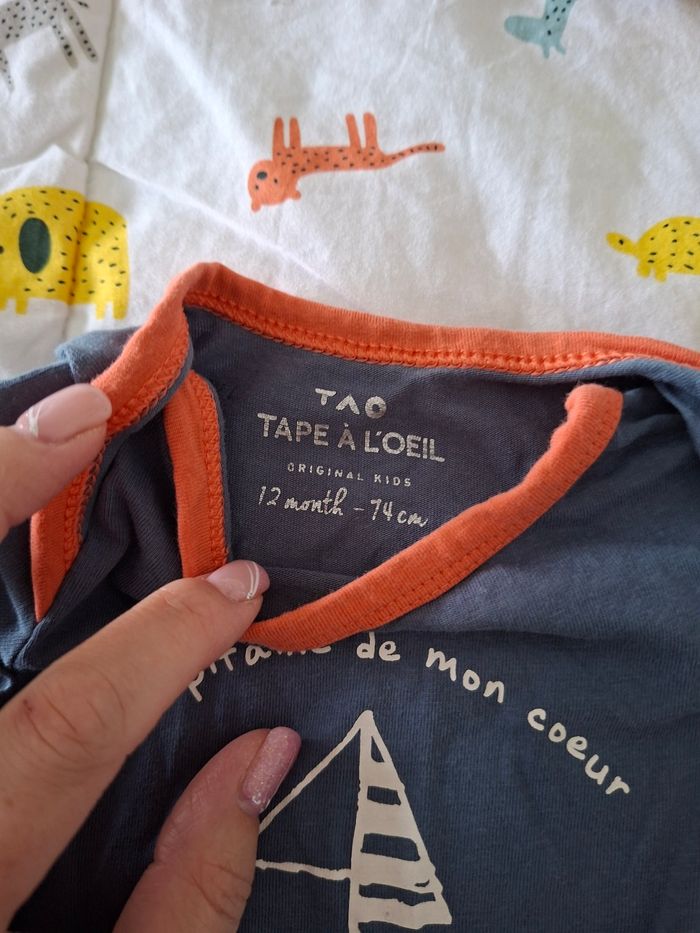 TAO
TAPE À L'OEIL
ORIGINAL KIDS
12 month - 74 cm
de mon coeur